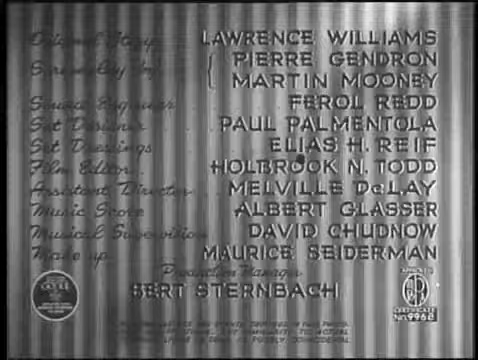 Original Story LAWRENCE WILLIAMS
Screenplay by PIERRE GENDRON
MARTIN MOONEY
Sound Engineer FEROL REDD
Set Designer PAUL PALMENTOLA
Set Dressings ELIAS H. REIF
Film Editor.. HOLBROOK N. TODD
Assistant Director.. MELVILLE DeLAY
Music Score ALBERT GLASSER
Musical Supervision DAVID CHUDNOW
Make up MAURICE SEIDERMAN
Production Manager
BERT STERNBACH
APPROVED
CERTIFICATE
No. 9962